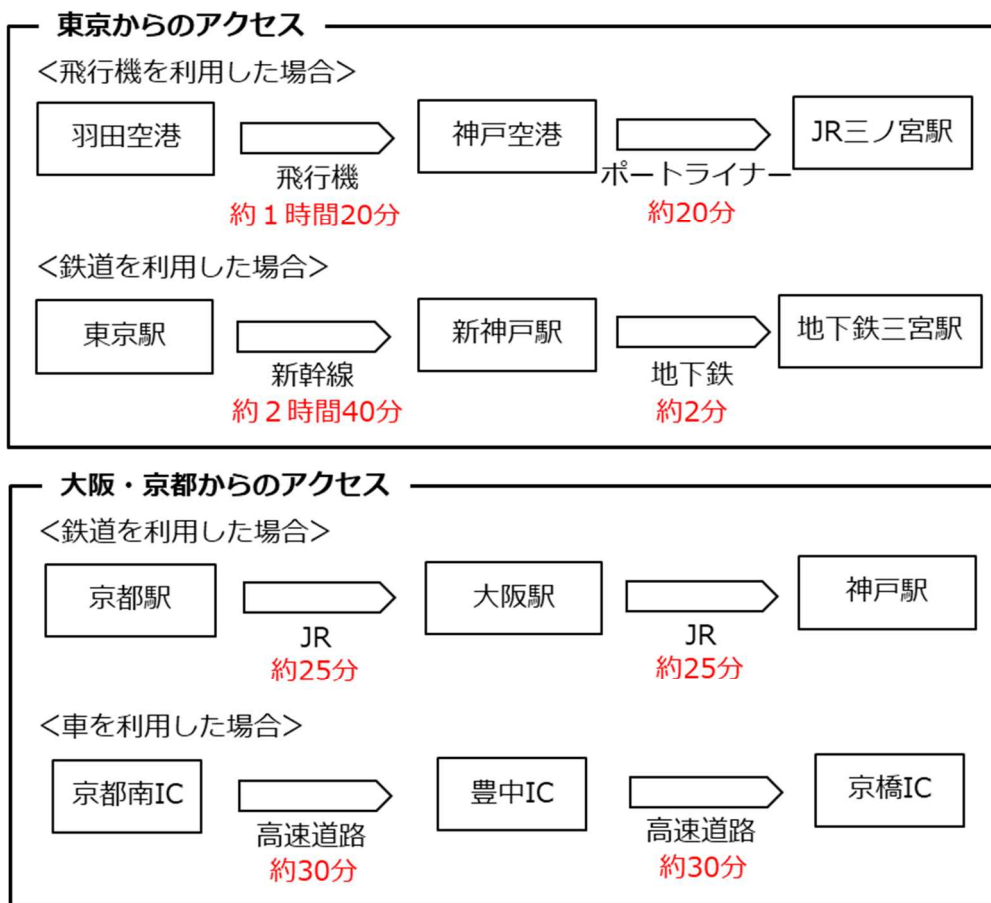 東京からのアクセス
＜飛行機を利用した場合＞
羽田空港
飛行機
約１時間20分
神戸空港
ポートライナー
約20分
JR三ノ宮駅
＜鉄道を利用した場合＞
東京駅
新幹線
約２時間40分
新神戸駅
地下鉄
約2分
地下鉄三宮駅
大阪・京都からのアクセス
＜鉄道を利用した場合＞
京都駅
JR
約25分
大阪駅
JR
約25分
神戸駅
＜車を利用した場合＞
京都南IC
高速道路
約30分
豊中IC
高速道路
約30分
京橋IC